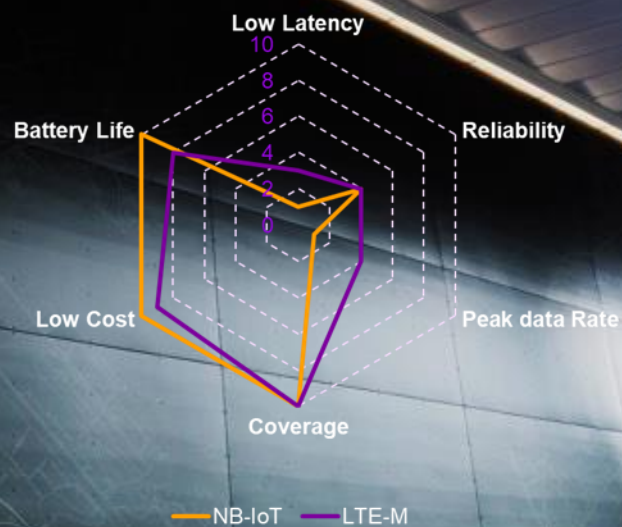 Low Latency
10
8
6
4
2
0
Battery Life
Reliability
Low Cost
Peak data Rate
Coverage
NB-IoT
LTE-M